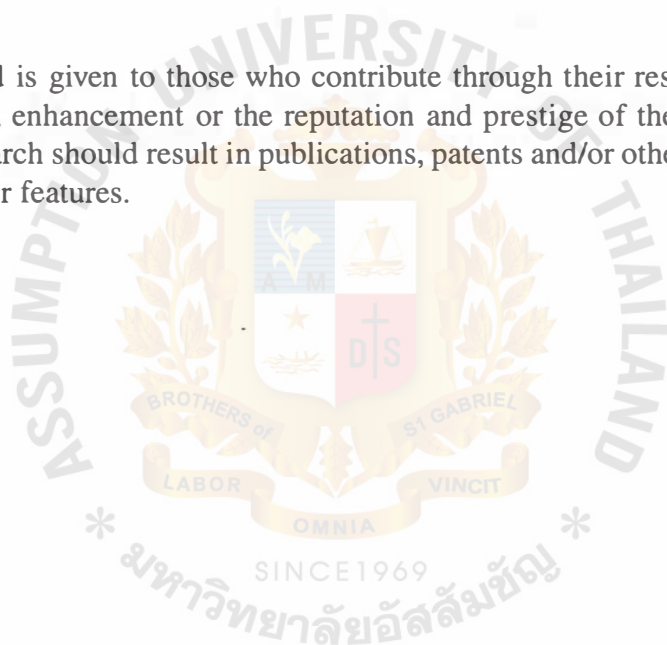 d is given to those who contribute through their res
enhancement or the reputation and prestige of the
arch should result in publications, patents and/or othe
r features.
ASSUMPTION UNIVERSITY OF THAILAND
A M
D S
BROTHERS of ST GABRIEL
LABOR OMNIA VINCIT
SINCE1969
มหาวิทยาลัยอัสสัมชัญ